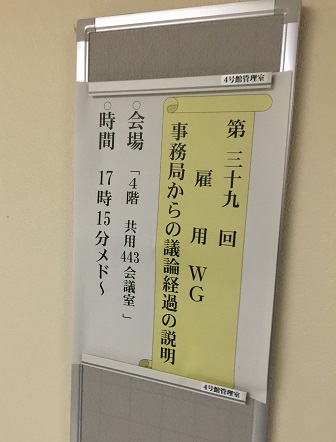 4号館管理室
第三十九回
雇用WG
事務局からの議論経過の説明
○会場 「4階 共用443会議室」
○時間 17時15分メド～
4号館管理室